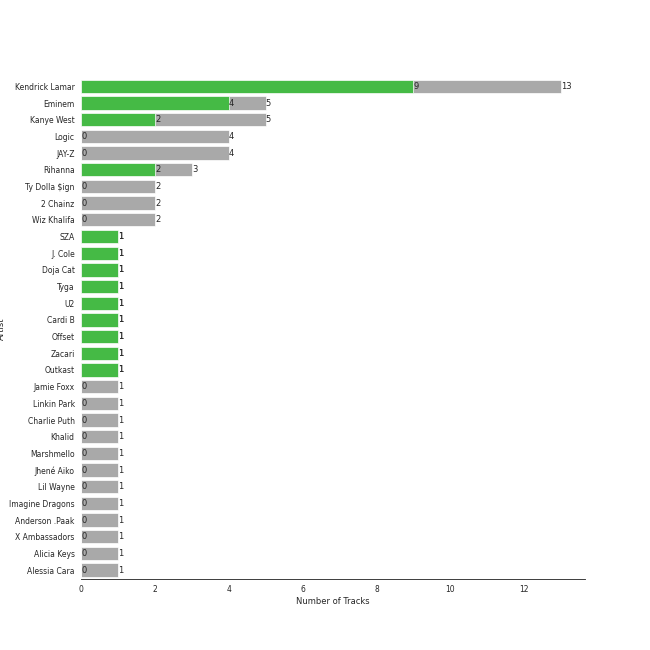 Kendrick Lamar 9 13
Eminem 4 5
Kanye West 2 5
Logic 0 4
JAY-Z 0 4
Rihanna 2 3
Ty Dolla $ign 0 2
2 Chainz 0 2
Wiz Khalifa 0 2
SZA 1
J. Cole 1
Doja Cat 1
Tyga 1
U2 1
Cardi B 1
Offset 1
Zacari 1
Outkast 1
Jamie Foxx 0 1
Linkin Park 0 1
Charlie Puth 0 1
Khalid 0 1
Marshmello 0 1
Jhené Aiko 0 1
Lil Wayne 0 1
Imagine Dragons 0 1
Anderson .Paak 0 1
X Ambassadors 0 1
Alicia Keys 0 1
Alessia Cara 0 1
0 2 4 6 8 10 12
Number of Tracks
Artist